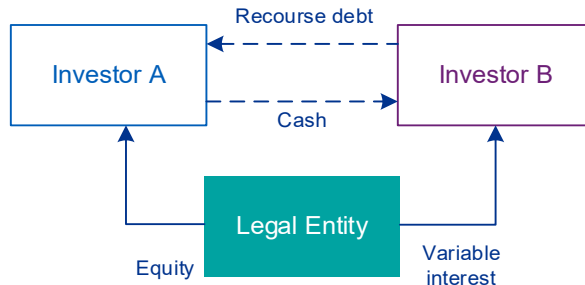 Recourse debt
Investor A
Investor B
Cash
Legal Entity
Equity
Variable
interest